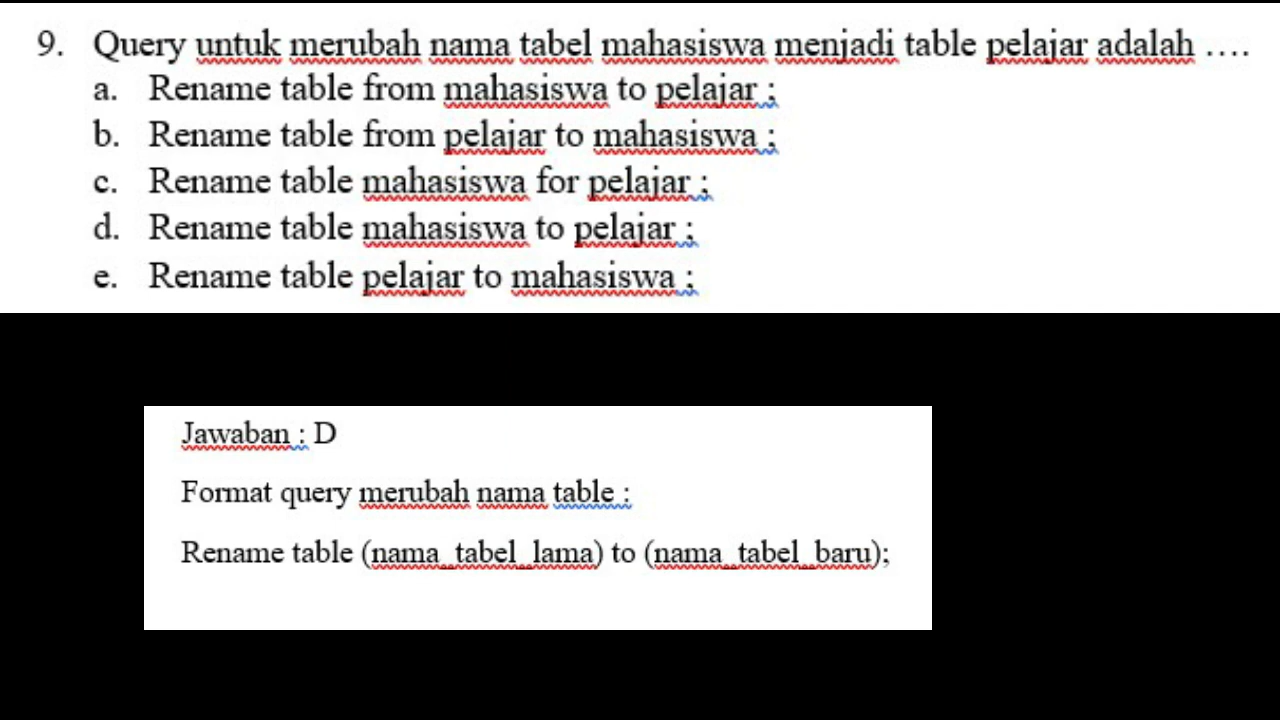 9. Query untuk merubah nama tabel mahasiswa menjadi table pelajar adalah ….
a. Rename table from mahasiswa to pelajar ;
b. Rename table from pelajar to mahasiswa ;
c. Rename table mahasiswa for pelajar ;
d. Rename table mahasiswa to pelajar ;
e. Rename table pelajar to mahasiswa ;
Jawaban : D
Format query merubah nama table :
Rename table (nama_tabel_lama) to (nama_tabel_baru);